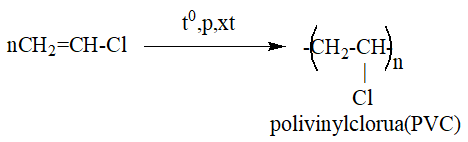 t⁰,p,xt
nCH₂=CH-Cl
-(CH₂-CH-)n
Cl
polivinylclorua(PVC)